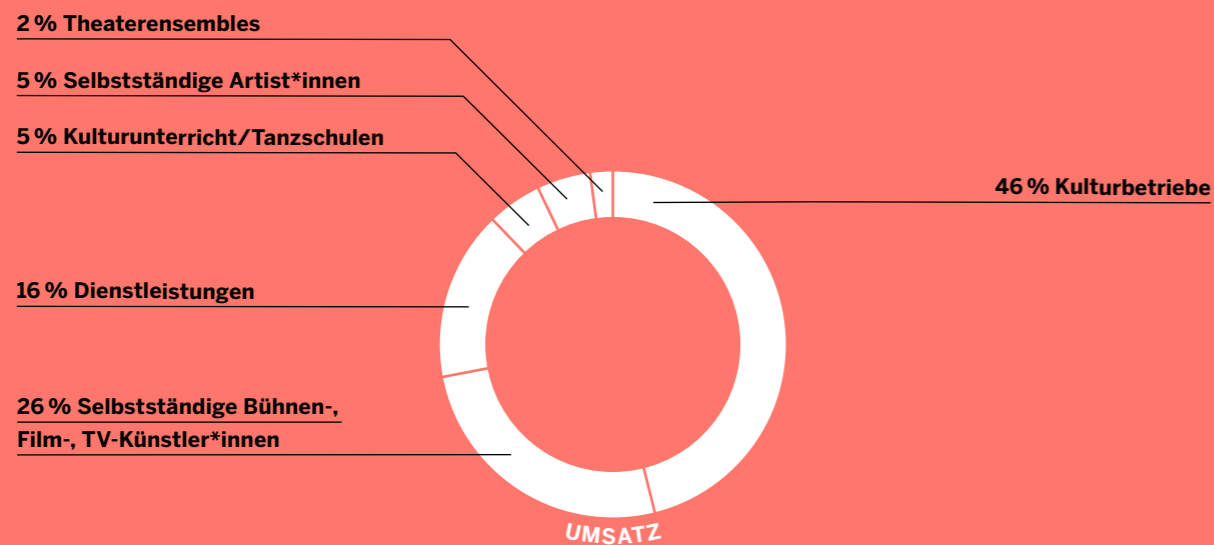 2 % Theaterensembles
5 % Selbstständige Artist*innen
5 % Kulturunterricht/Tanzschulen
46 % Kulturbetriebe
16 % Dienstleistungen
26 % Selbstständige Bühnen-,
Film-, TV-Künstler*innen
UMSATZ